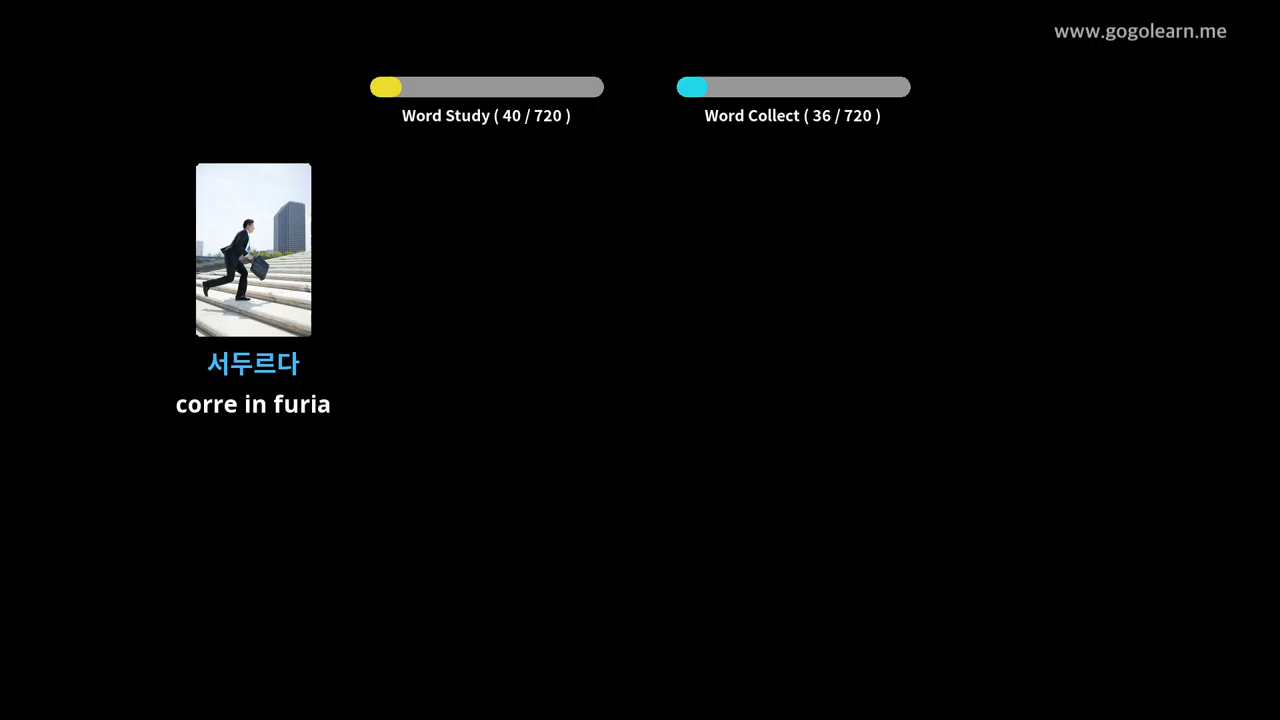 www.gogolearn.me
Word Study ( 40 / 720 )
Word Collect ( 36 / 720 )
서두르다
corre in furia